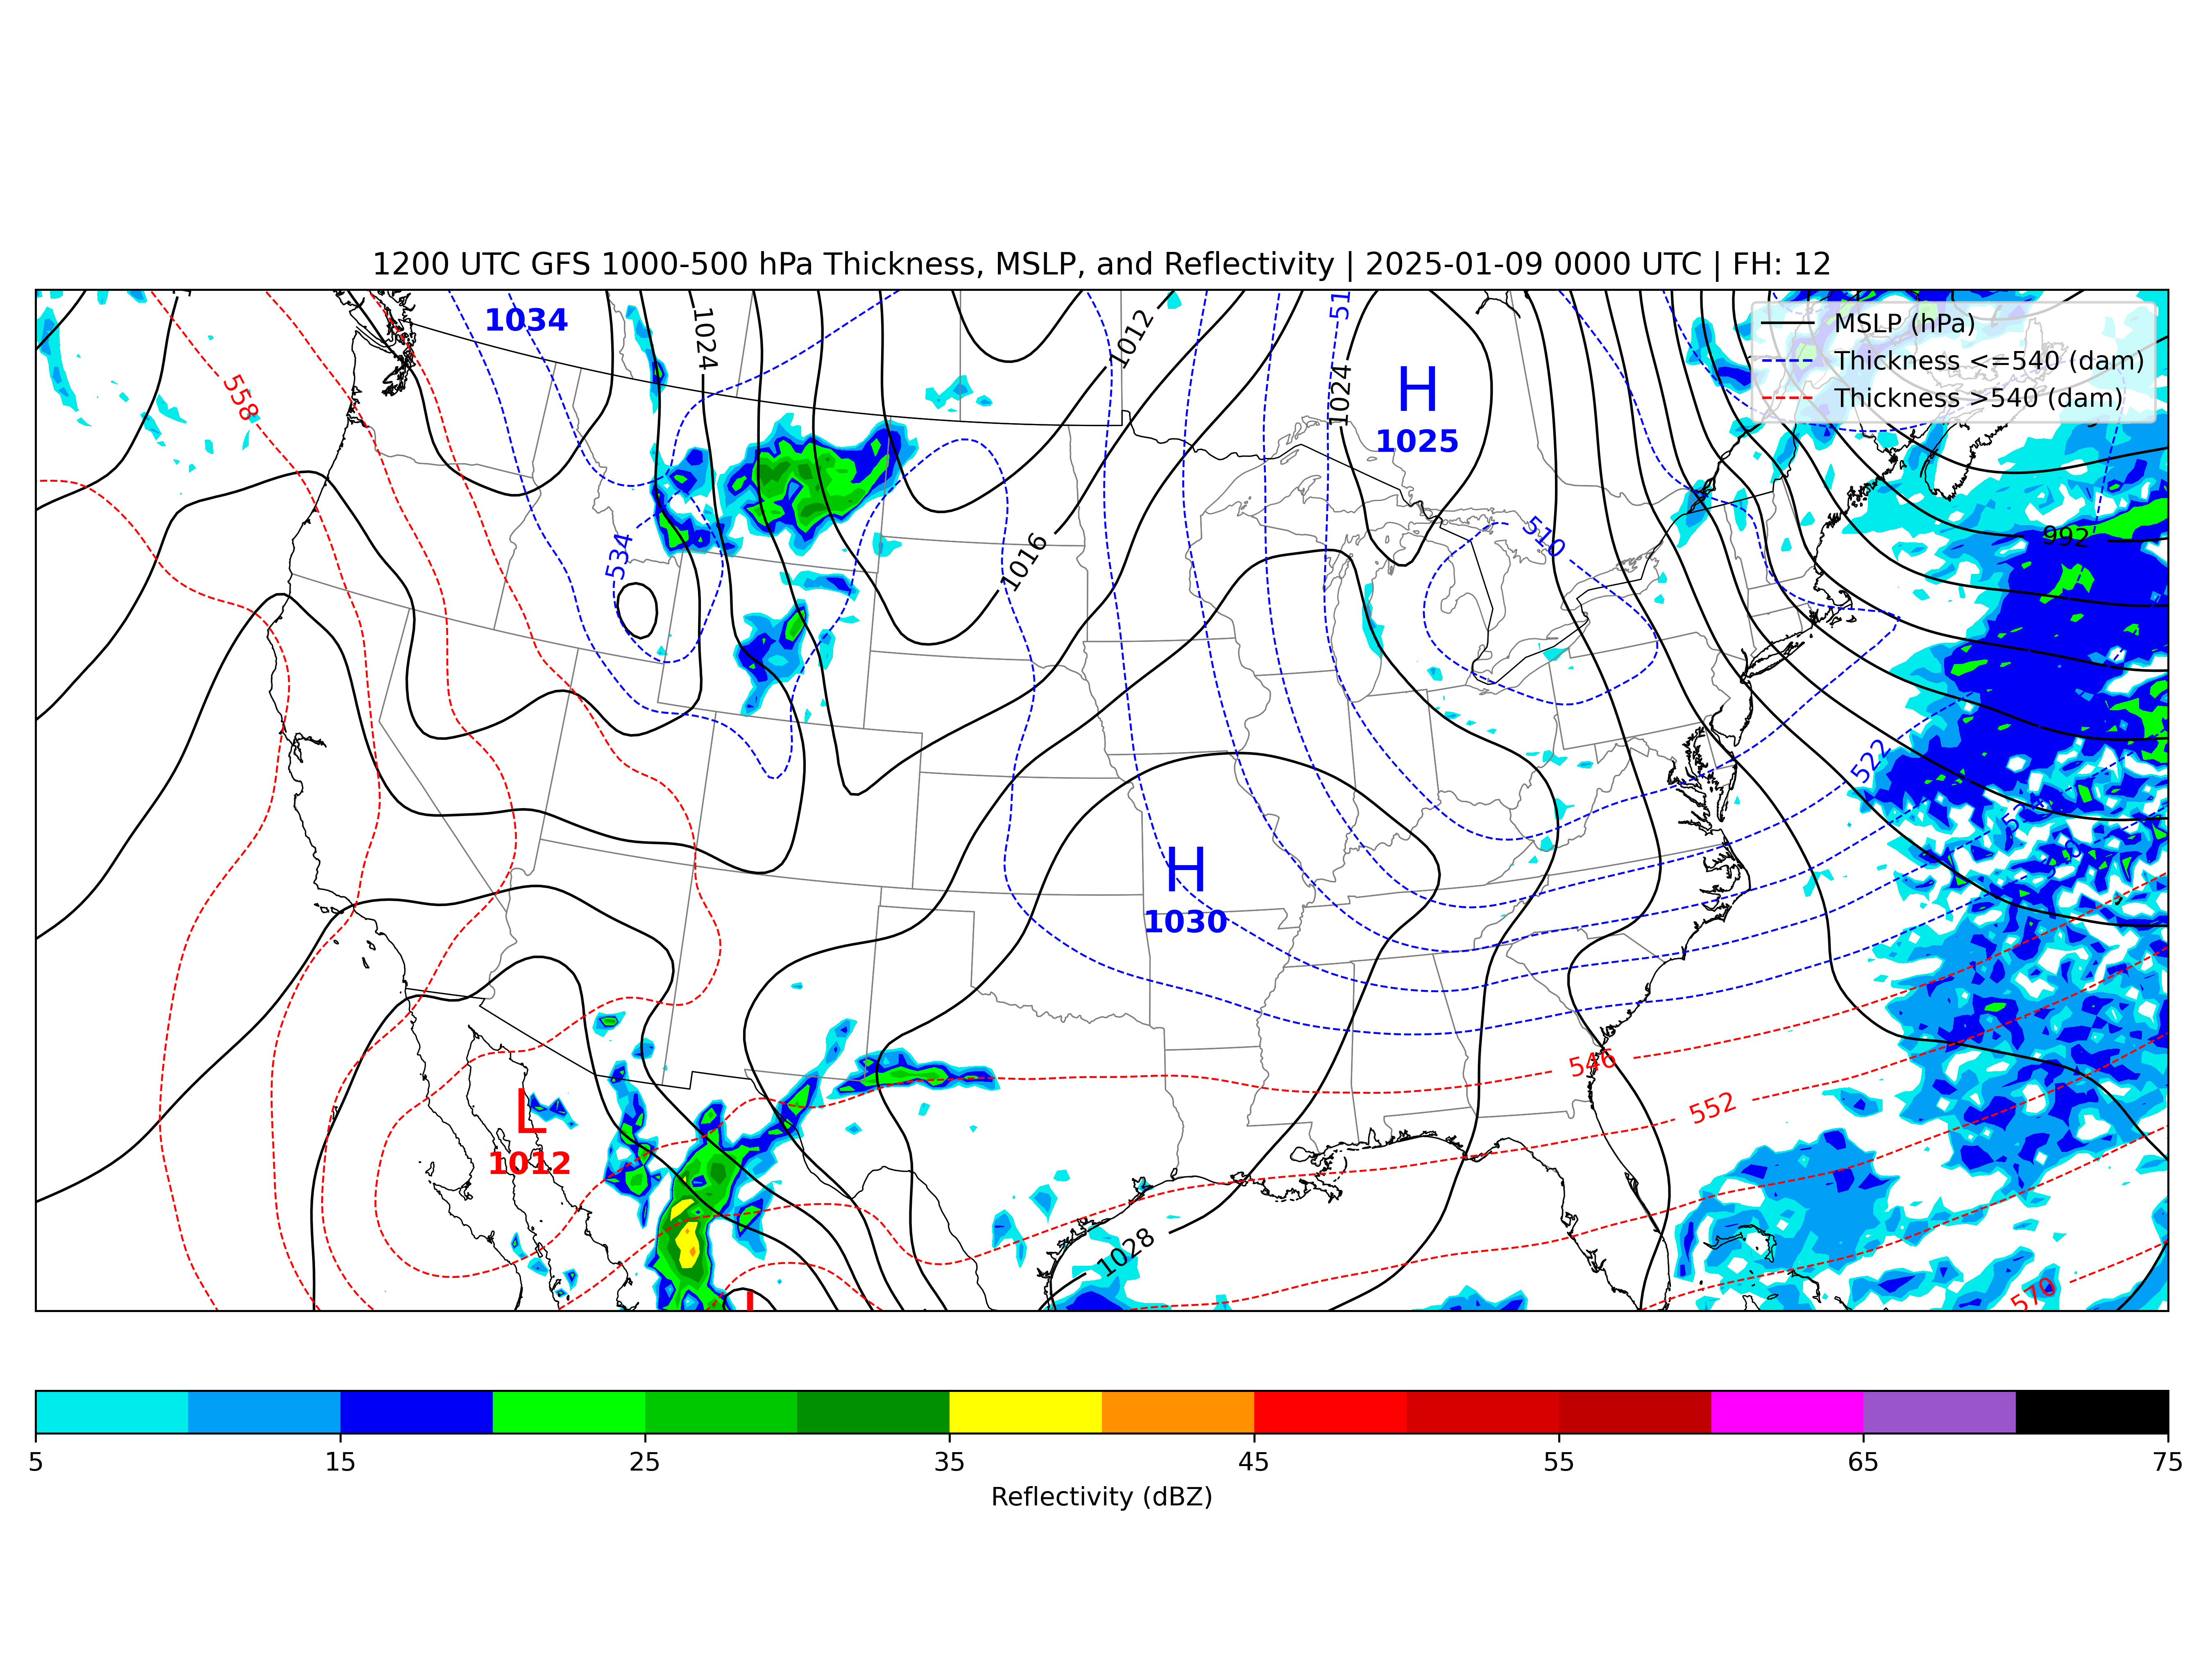 1200 UTC GFS 1000-500 hPa Thickness, MSLP, and Reflectivity | 2025-01-09 0000 UTC | FH: 12
MSLP (hPa)
Thickness <=540 (dam)
Thickness >540 (dam)
1034
1024
1012
51
558
1024
H
1025
534
1016
510
992
522
H
1030
546
552
L
1012
1028
570
5 15 25 35 45 55 65 75
Reflectivity (dBZ)